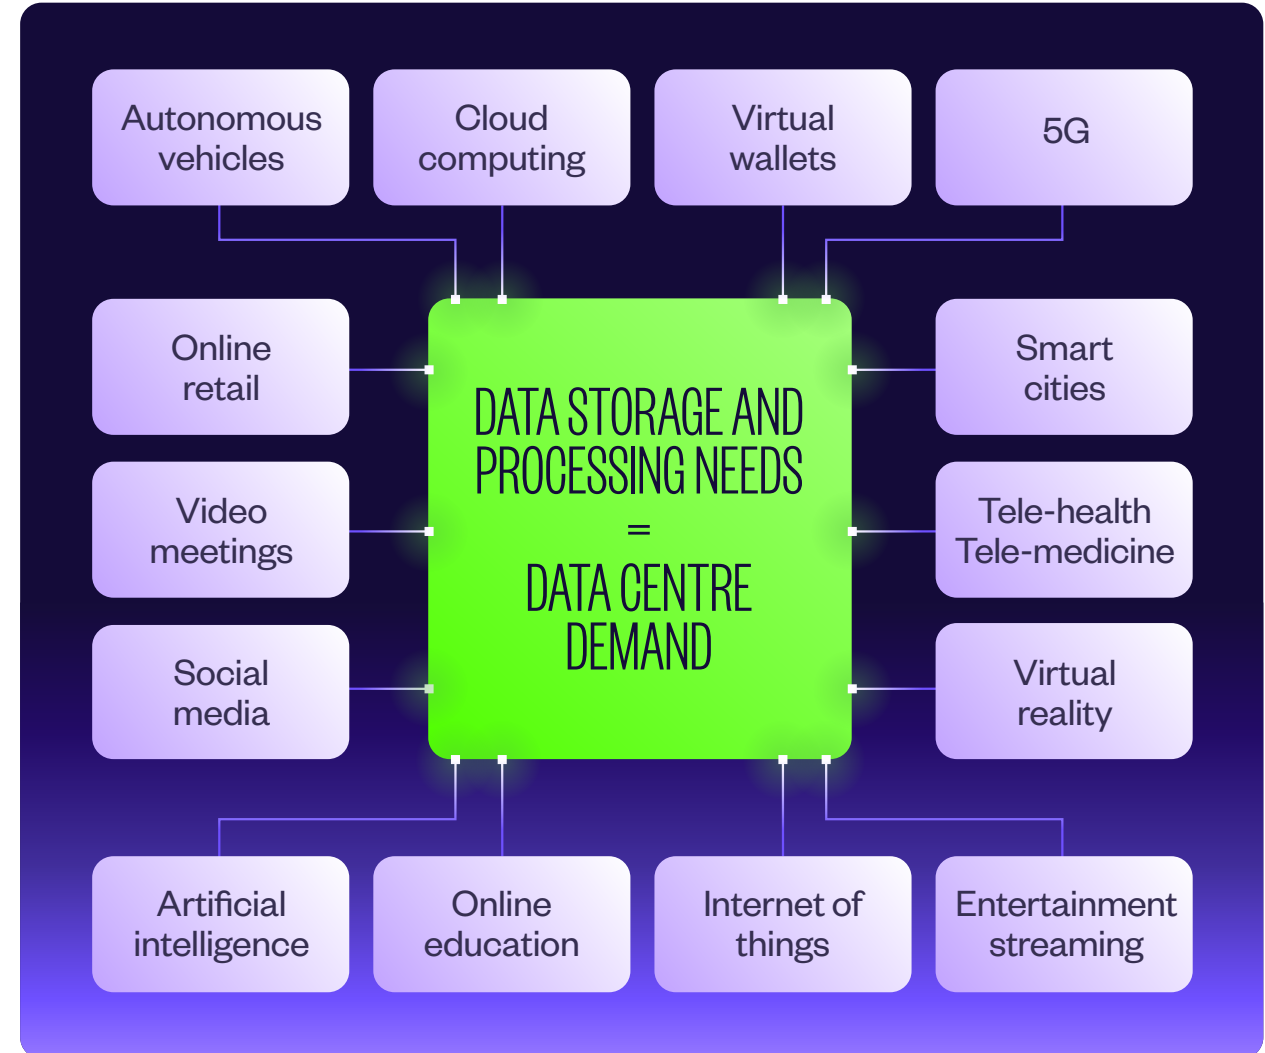 Autonomous
vehicles
Cloud
computing
Virtual
wallets
5G
Online
retail
Video
meetings
Social
media
DATA STORAGE AND
PROCESSING NEEDS
=
DATA CENTRE
DEMAND
Smart
cities
Tele-health
Tele-medicine
Virtual
reality
Artificial
intelligence
Online
education
Internet of
things
Entertainment
streaming